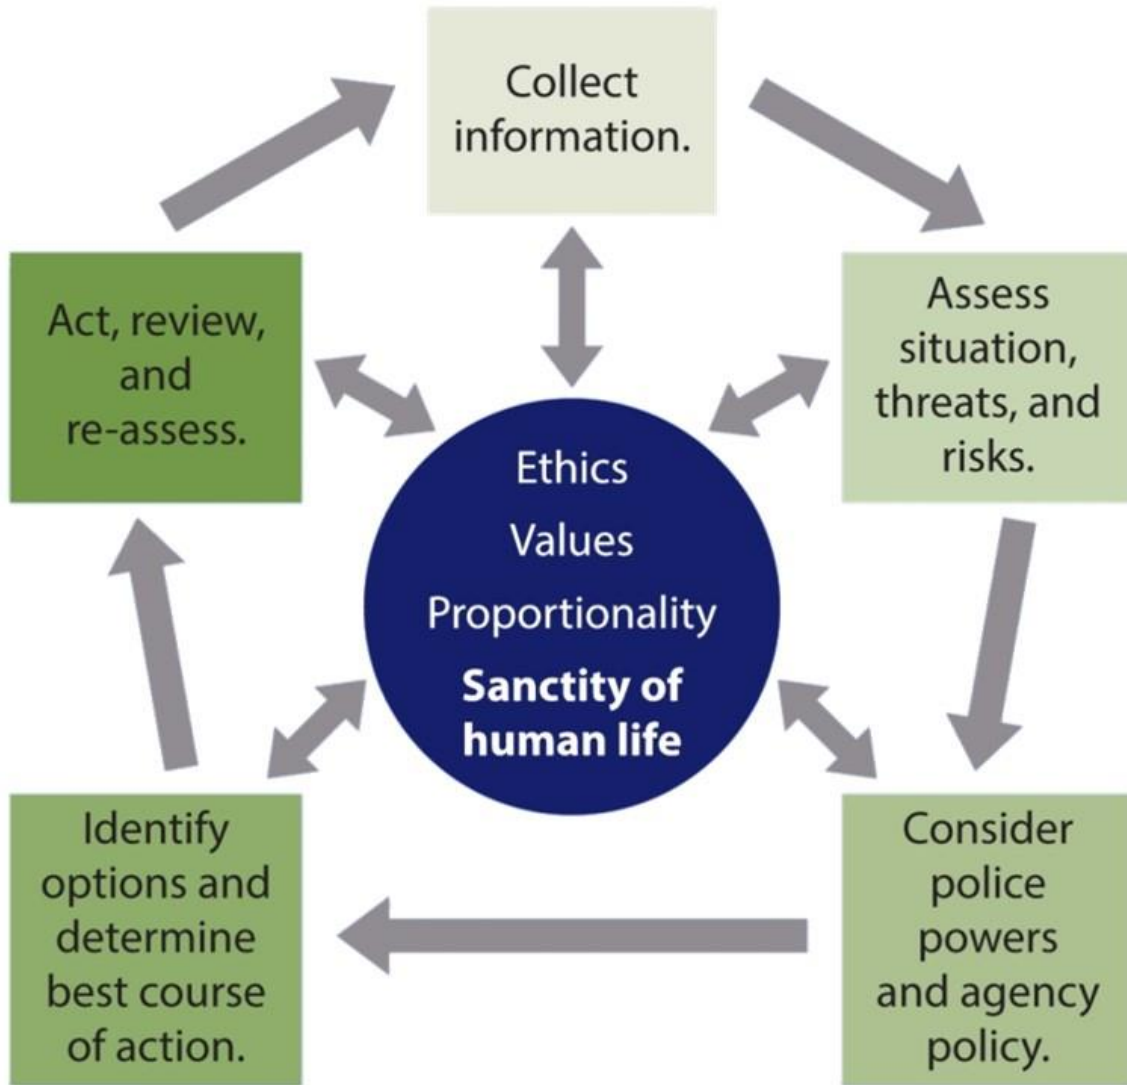 Collect
information.
Assess
situation,
threats, and
risks.
Consider
police
powers
and agency
policy.
Identify
options and
determine
best course
of action.
Act, review,
and
re-assess.
Ethics
Values
Proportionality
Sanctity of
human life